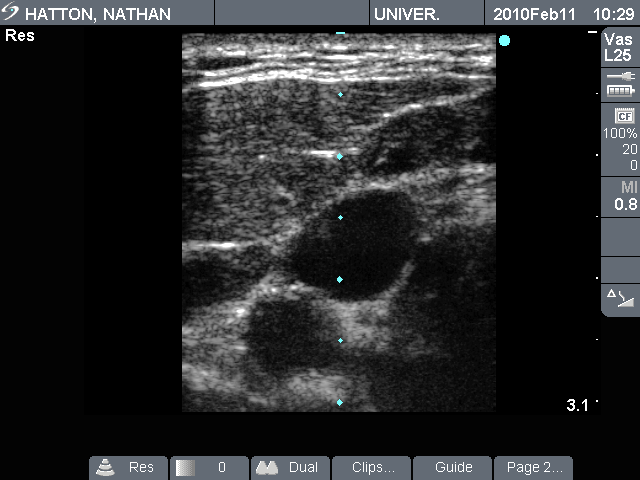 HATTON, NATHAN UNIVER. 2010Feb11 10:29
Res
Vas
L25
CF
100%
20
0
MI
0.8
3.1
Res 0 Dual Clips... Guide Page 2...